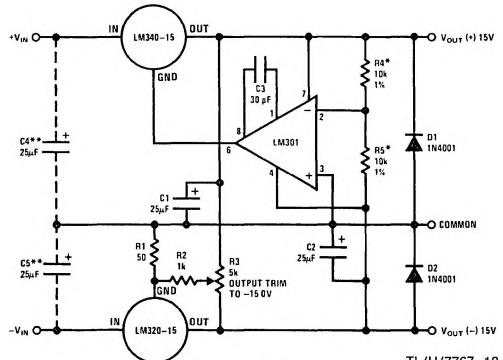 +VIN
IN
LM340-15
OUT
GND
VOUT (+) 15V
C3
30 pF
R4*
10k
1%
8
1
7
−
2
LM301
6
4
+
3
R5*
10k
1%
D1
1N4001
C4**
25μF
+
C1
25μF
+
COMMON
C5**
25μF
+
R1
50
R2
1k
R3
5k
OUTPUT TRIM
TO −15.0V
C2
25μF
+
D2
1N4001
GND
−VIN
IN
LM320-15
OUT
VOUT (−) 15V